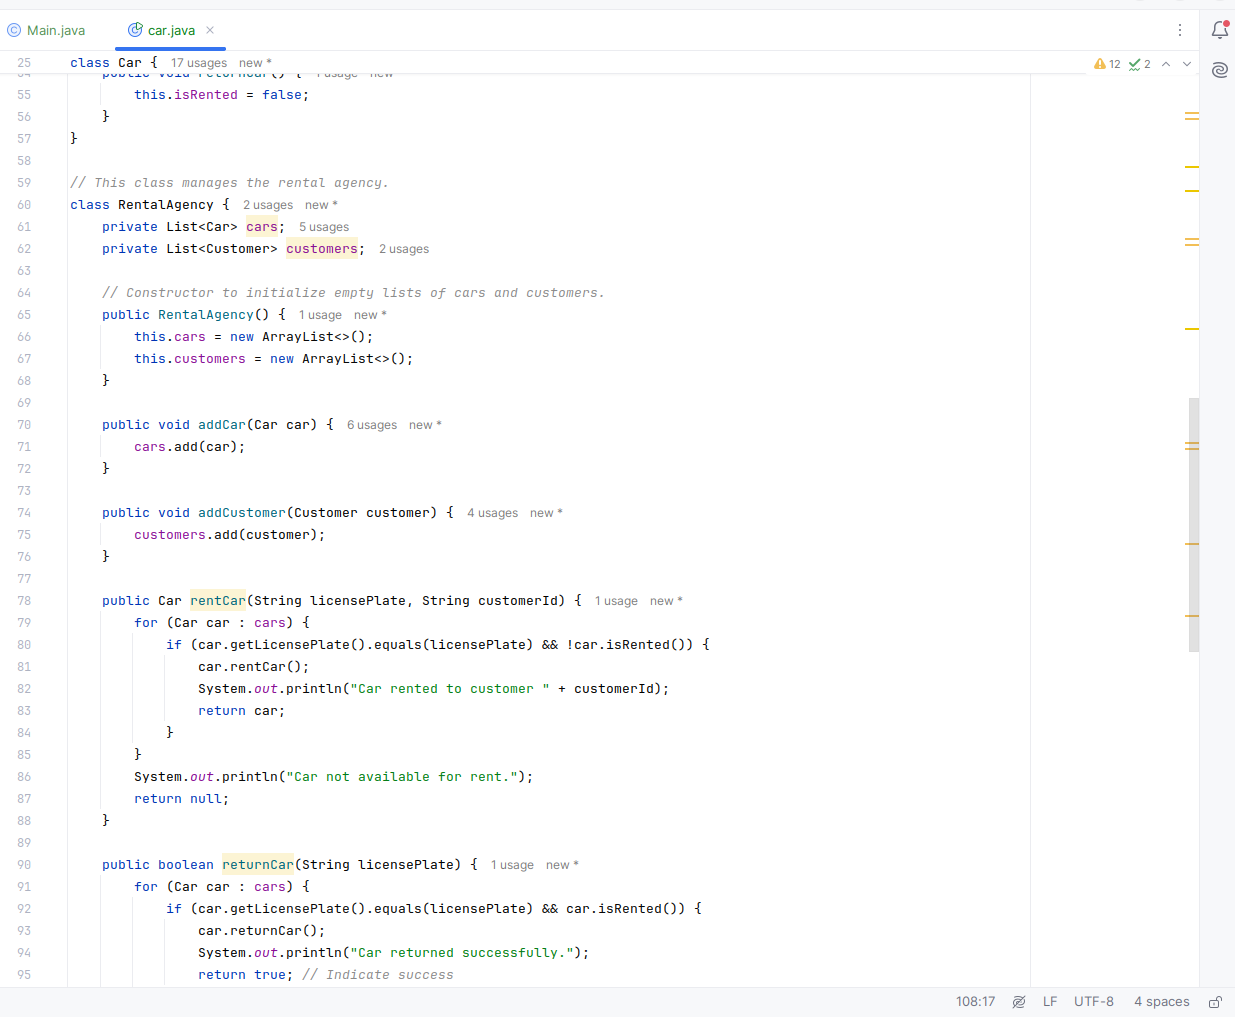 Main.java
car.java
25 class Car { 17 usages new *
12 2
55 this.isRented = false;
56 }
57 }
58
59 // This class manages the rental agency.
60 class RentalAgency { 2 usages new *
61 private List<Car> cars; 5 usages
62 private List<Customer> customers; 2 usages
63
64 // Constructor to initialize empty lists of cars and customers.
65 public RentalAgency() { 1 usage new *
66 this.cars = new ArrayList<>();
67 this.customers = new ArrayList<>();
68 }
69
70 public void addCar(Car car) { 6 usages new *
71 cars.add(car);
72 }
73
74 public void addCustomer(Customer customer) { 4 usages new *
75 customers.add(customer);
76 }
77
78 public Car rentCar(String licensePlate, String customerId) { 1 usage new *
79 for (Car car : cars) {
80 if (car.getLicensePlate().equals(licensePlate) && !car.isRented()) {
81 car.rentCar();
82 System.out.println("Car rented to customer " + customerId);
83 return car;
84 }
85 }
86 System.out.println("Car not available for rent.");
87 return null;
88 }
89
90 public boolean returnCar(String licensePlate) { 1 usage new *
91 for (Car car : cars) {
92 if (car.getLicensePlate().equals(licensePlate) && car.isRented()) {
93 car.returnCar();
94 System.out.println("Car returned successfully.");
95 return true; // Indicate success
108:17 LF UTF-8 4 spaces